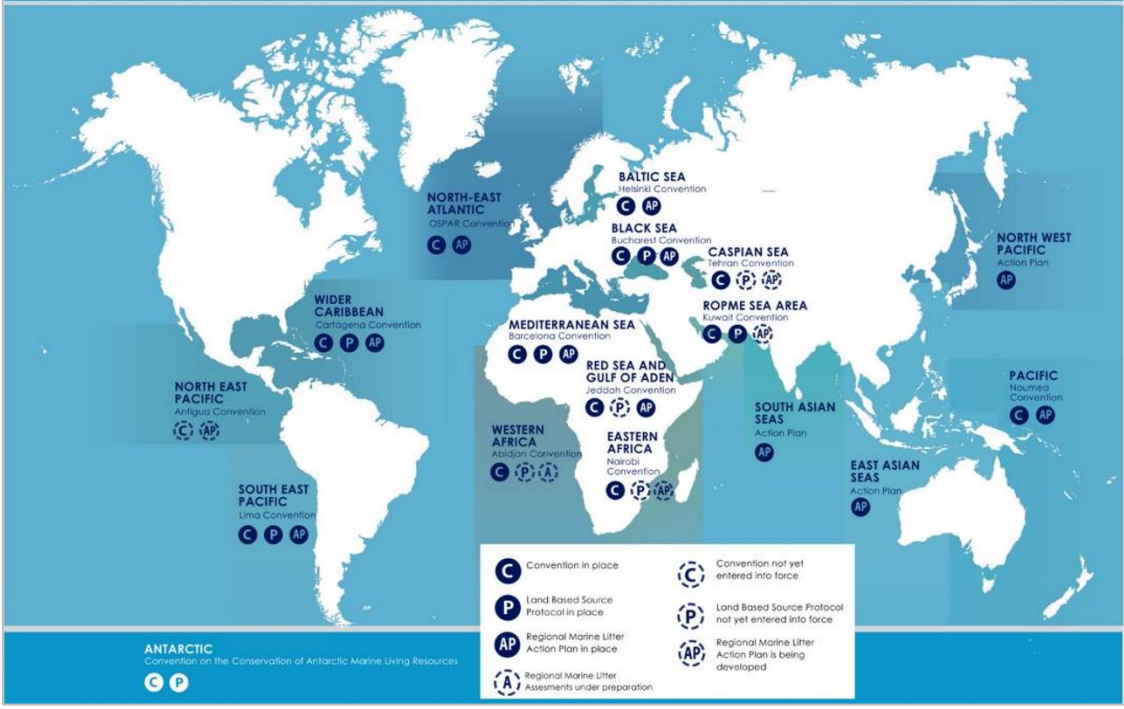 BALTIC SEA
Helsinki Convention
C AP
NORTH-EAST
ATLANTIC
OSPAR Convention
C AP
BLACK SEA
Bucharest Convention
C P AP
CASPIAN SEA
Tehran Convention
C P AP
NORTH WEST
PACIFIC
Action Plan
AP
WIDER
CARIBBEAN
Cartagena Convention
C P AP
ROPME SEA AREA
Kuwait Convention
C P AP
MEDITERRANEAN SEA
Barcelona Convention
C P AP
RED SEA AND
GULF OF ADEN
Jeddah Convention
C P AP
NORTH EAST
PACIFIC
Antigua Convention
C AP
PACIFIC
Noumea
Convention
C AP
SOUTH ASIAN
SEAS
Action Plan
AP
WESTERN
AFRICA
Abidjan Convention
C P A
EASTERN
AFRICA
Nairobi
Convention
C P AP
EAST ASIAN
SEAS
Action Plan
AP
SOUTH EAST
PACIFIC
Lima Convention
C P AP
C Convention in place
P Land Based Source
Protocol in place
AP Regional Marine Litter
Action Plan in place
A Regional Marine Litter
Assesments under preparation
C Convention not yet
entered into force
P Land Based Source Protocol
not yet entered into force
AP Regional Marine Litter
Action Plan is being
developed
ANTARCTIC
Convention on the Conservation of Antarctic Marine Living Resources
C P